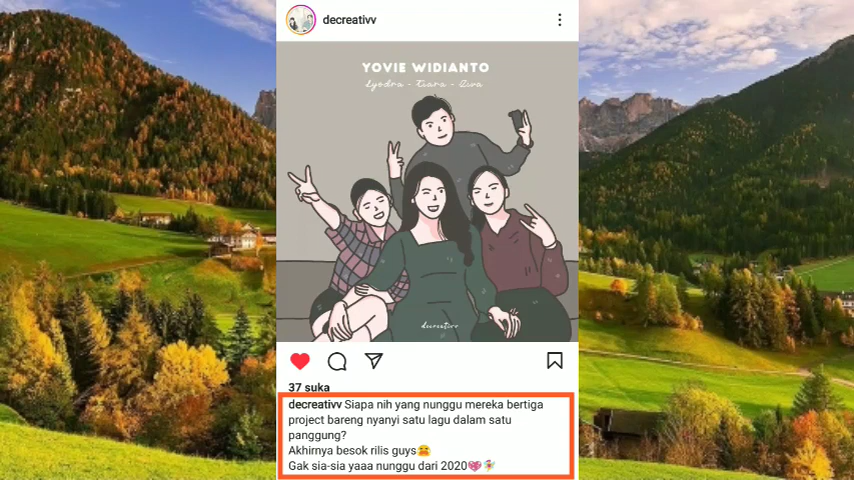 decreativv
YOVIE WIDIANTO
Lyodra - Tiara - Ziva
decreativv
37 suka
decreativv Siapa nih yang nunggu mereka bertiga
project bareng nyanyi satu lagu dalam satu
panggung?
Akhirnya besok rilis guys😫
Gak sia-sia yaaa nunggu dari 2020💖🧚